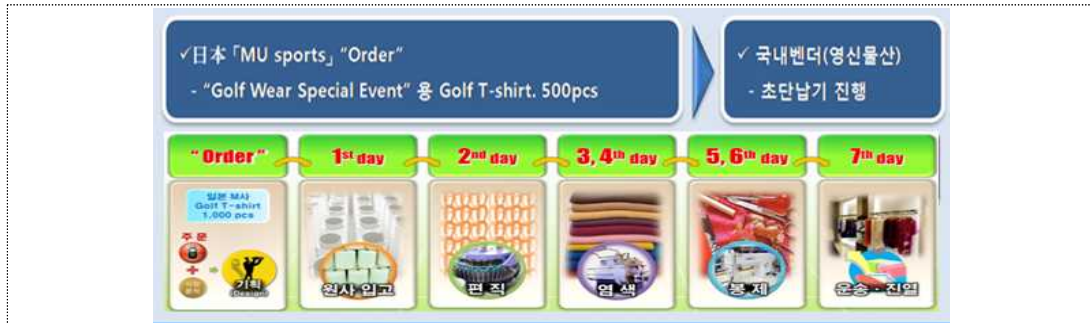 ✓日本「MU sports」 “Order”
- “Golf Wear Special Event” 용 Golf T-shirt. 500pcs
✓ 국내벤더(영신물산)
- 초단납기 진행
“ Order”
1st day
2nd day
3, 4th day
5, 6th day
7th day
일본 M사
Golf T-shirt
1,000 pcs
주문
+
기획
(Design)
원사 입고
편 직
염 색
봉 제
운송 · 진열